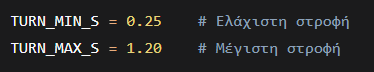 TURN_MIN_S = 0.25    # Ελάχιστη στροφή
TURN_MAX_S = 1.20    # Μέγιστη στροφή